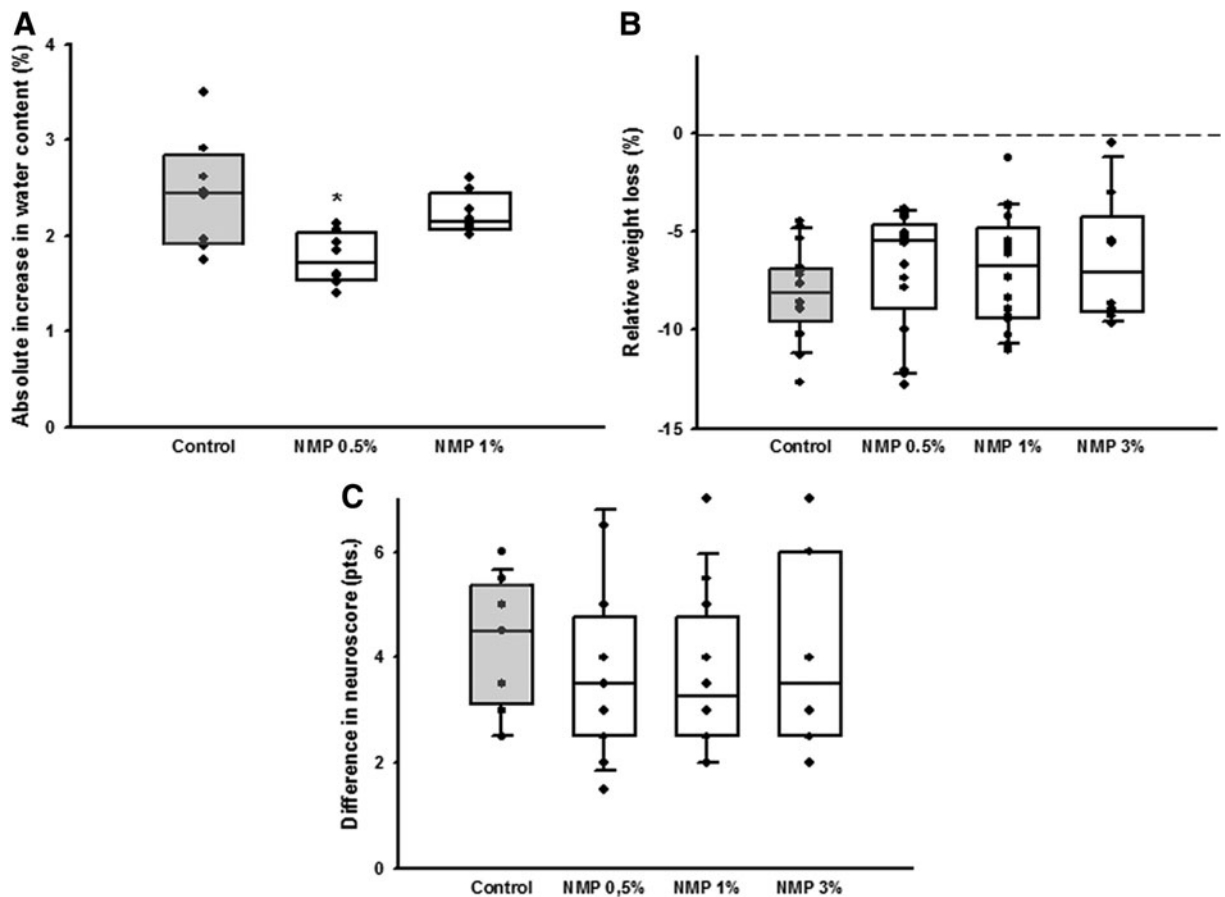 A
Absolute increase in water content (%)
4
3
2
1
0
*
Control NMP 0.5% NMP 1%
B
Relative weight loss (%)
0
-5
-10
-15
Control NMP 0.5% NMP 1% NMP 3%
C
Difference in neuroscore (pts.)
6
4
2
0
Control NMP 0,5% NMP 1% NMP 3%